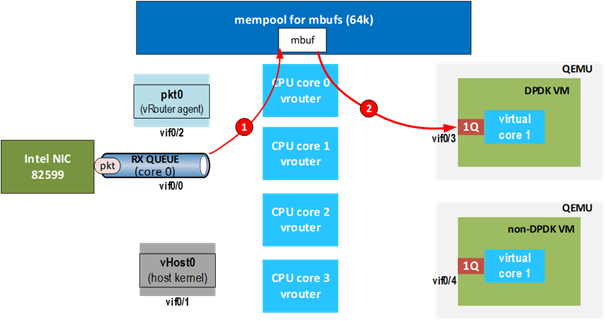 mempool for mbufs (64k)
mbuf
QEMU
DPDK VM
pkt0
(vRouter agent)
vif0/2
CPU core 0
vrouter
1
2
1Q
virtual
core 1
vif0/3
Intel NIC
82599
pkt
RX QUEUE
(core 0)
vif0/0
CPU core 1
vrouter
CPU core 2
vrouter
QEMU
non-DPDK VM
vHost0
(host kernel)
vif0/1
CPU core 3
vrouter
1Q
virtual
core 1
vif0/4